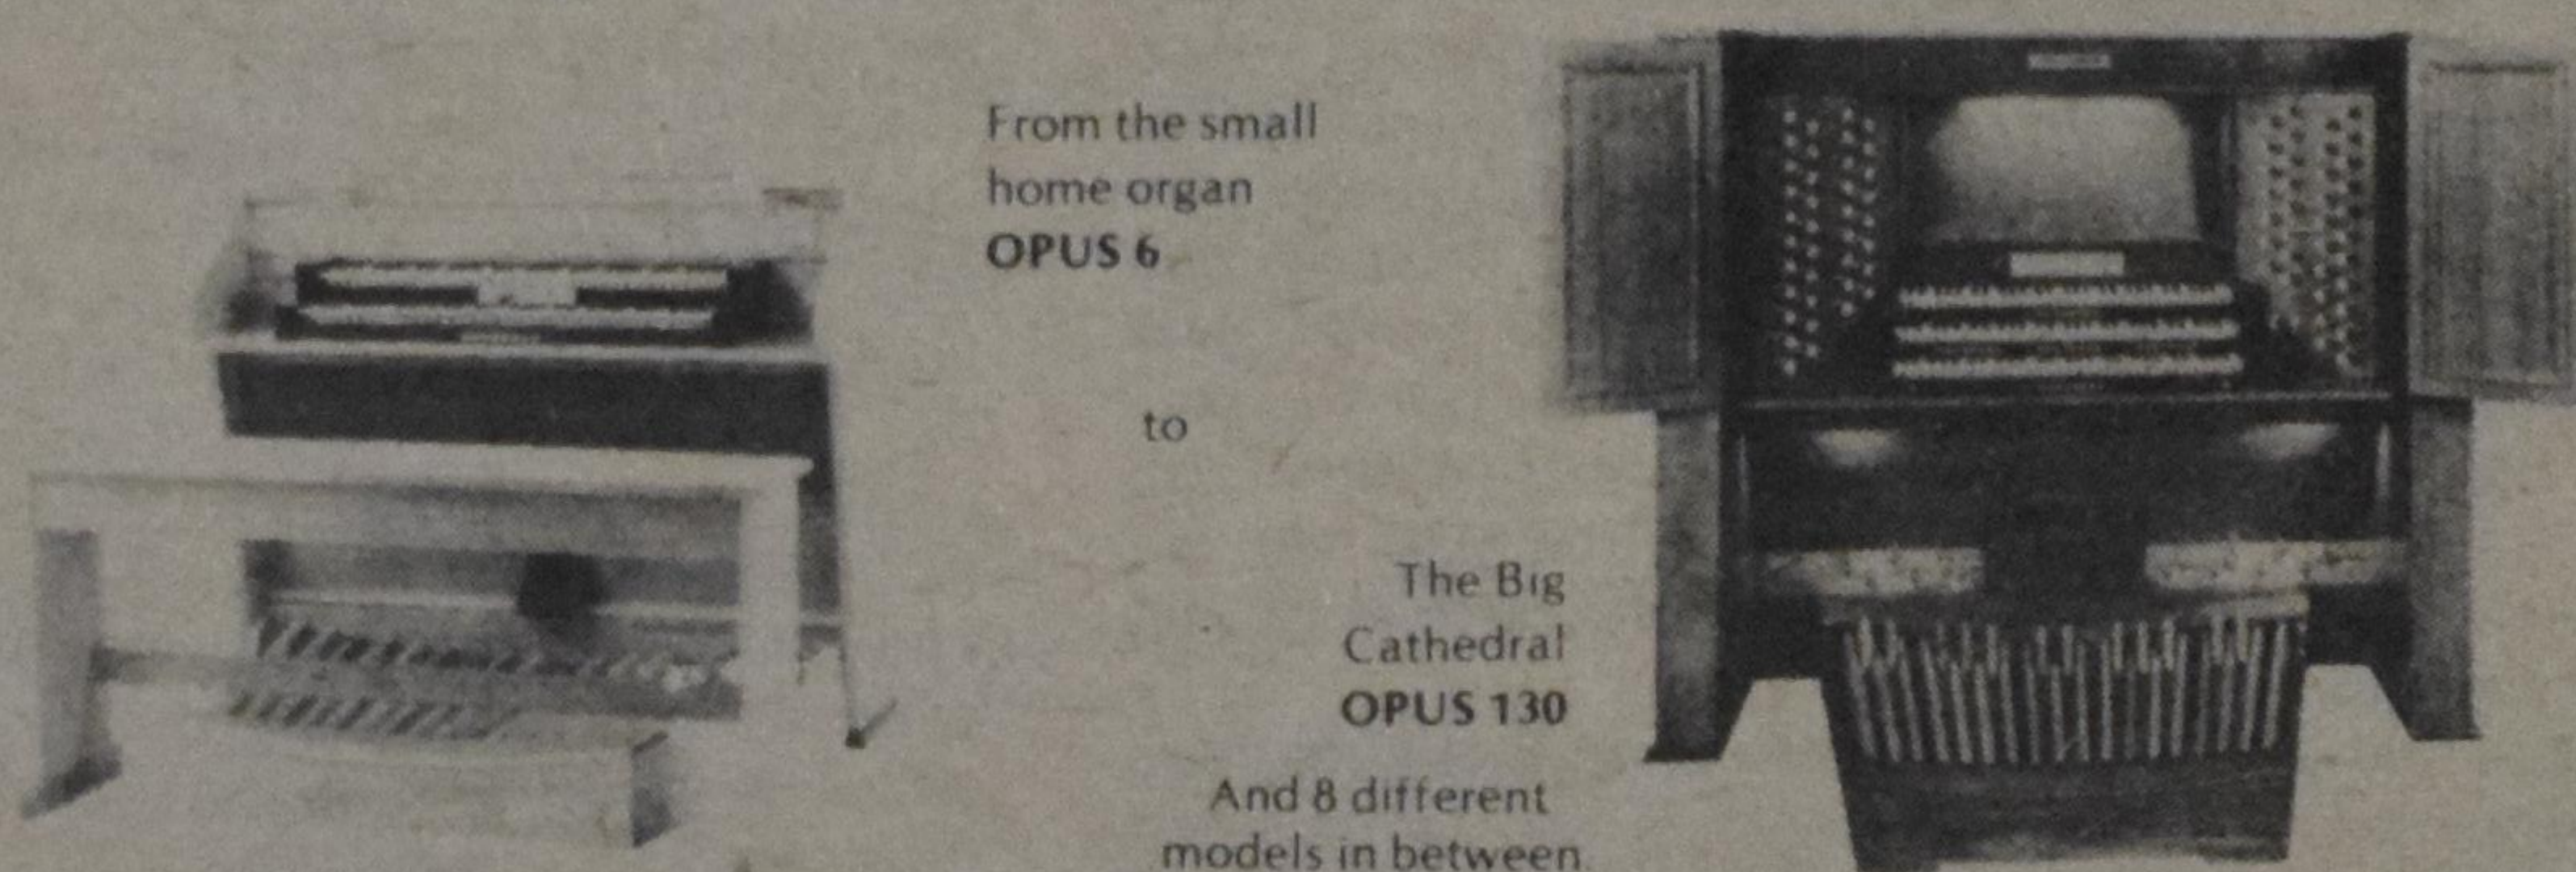 From the small
home organ
OPUS 6
to
The Big
Cathedral
OPUS 130
And 8 different
models in between.